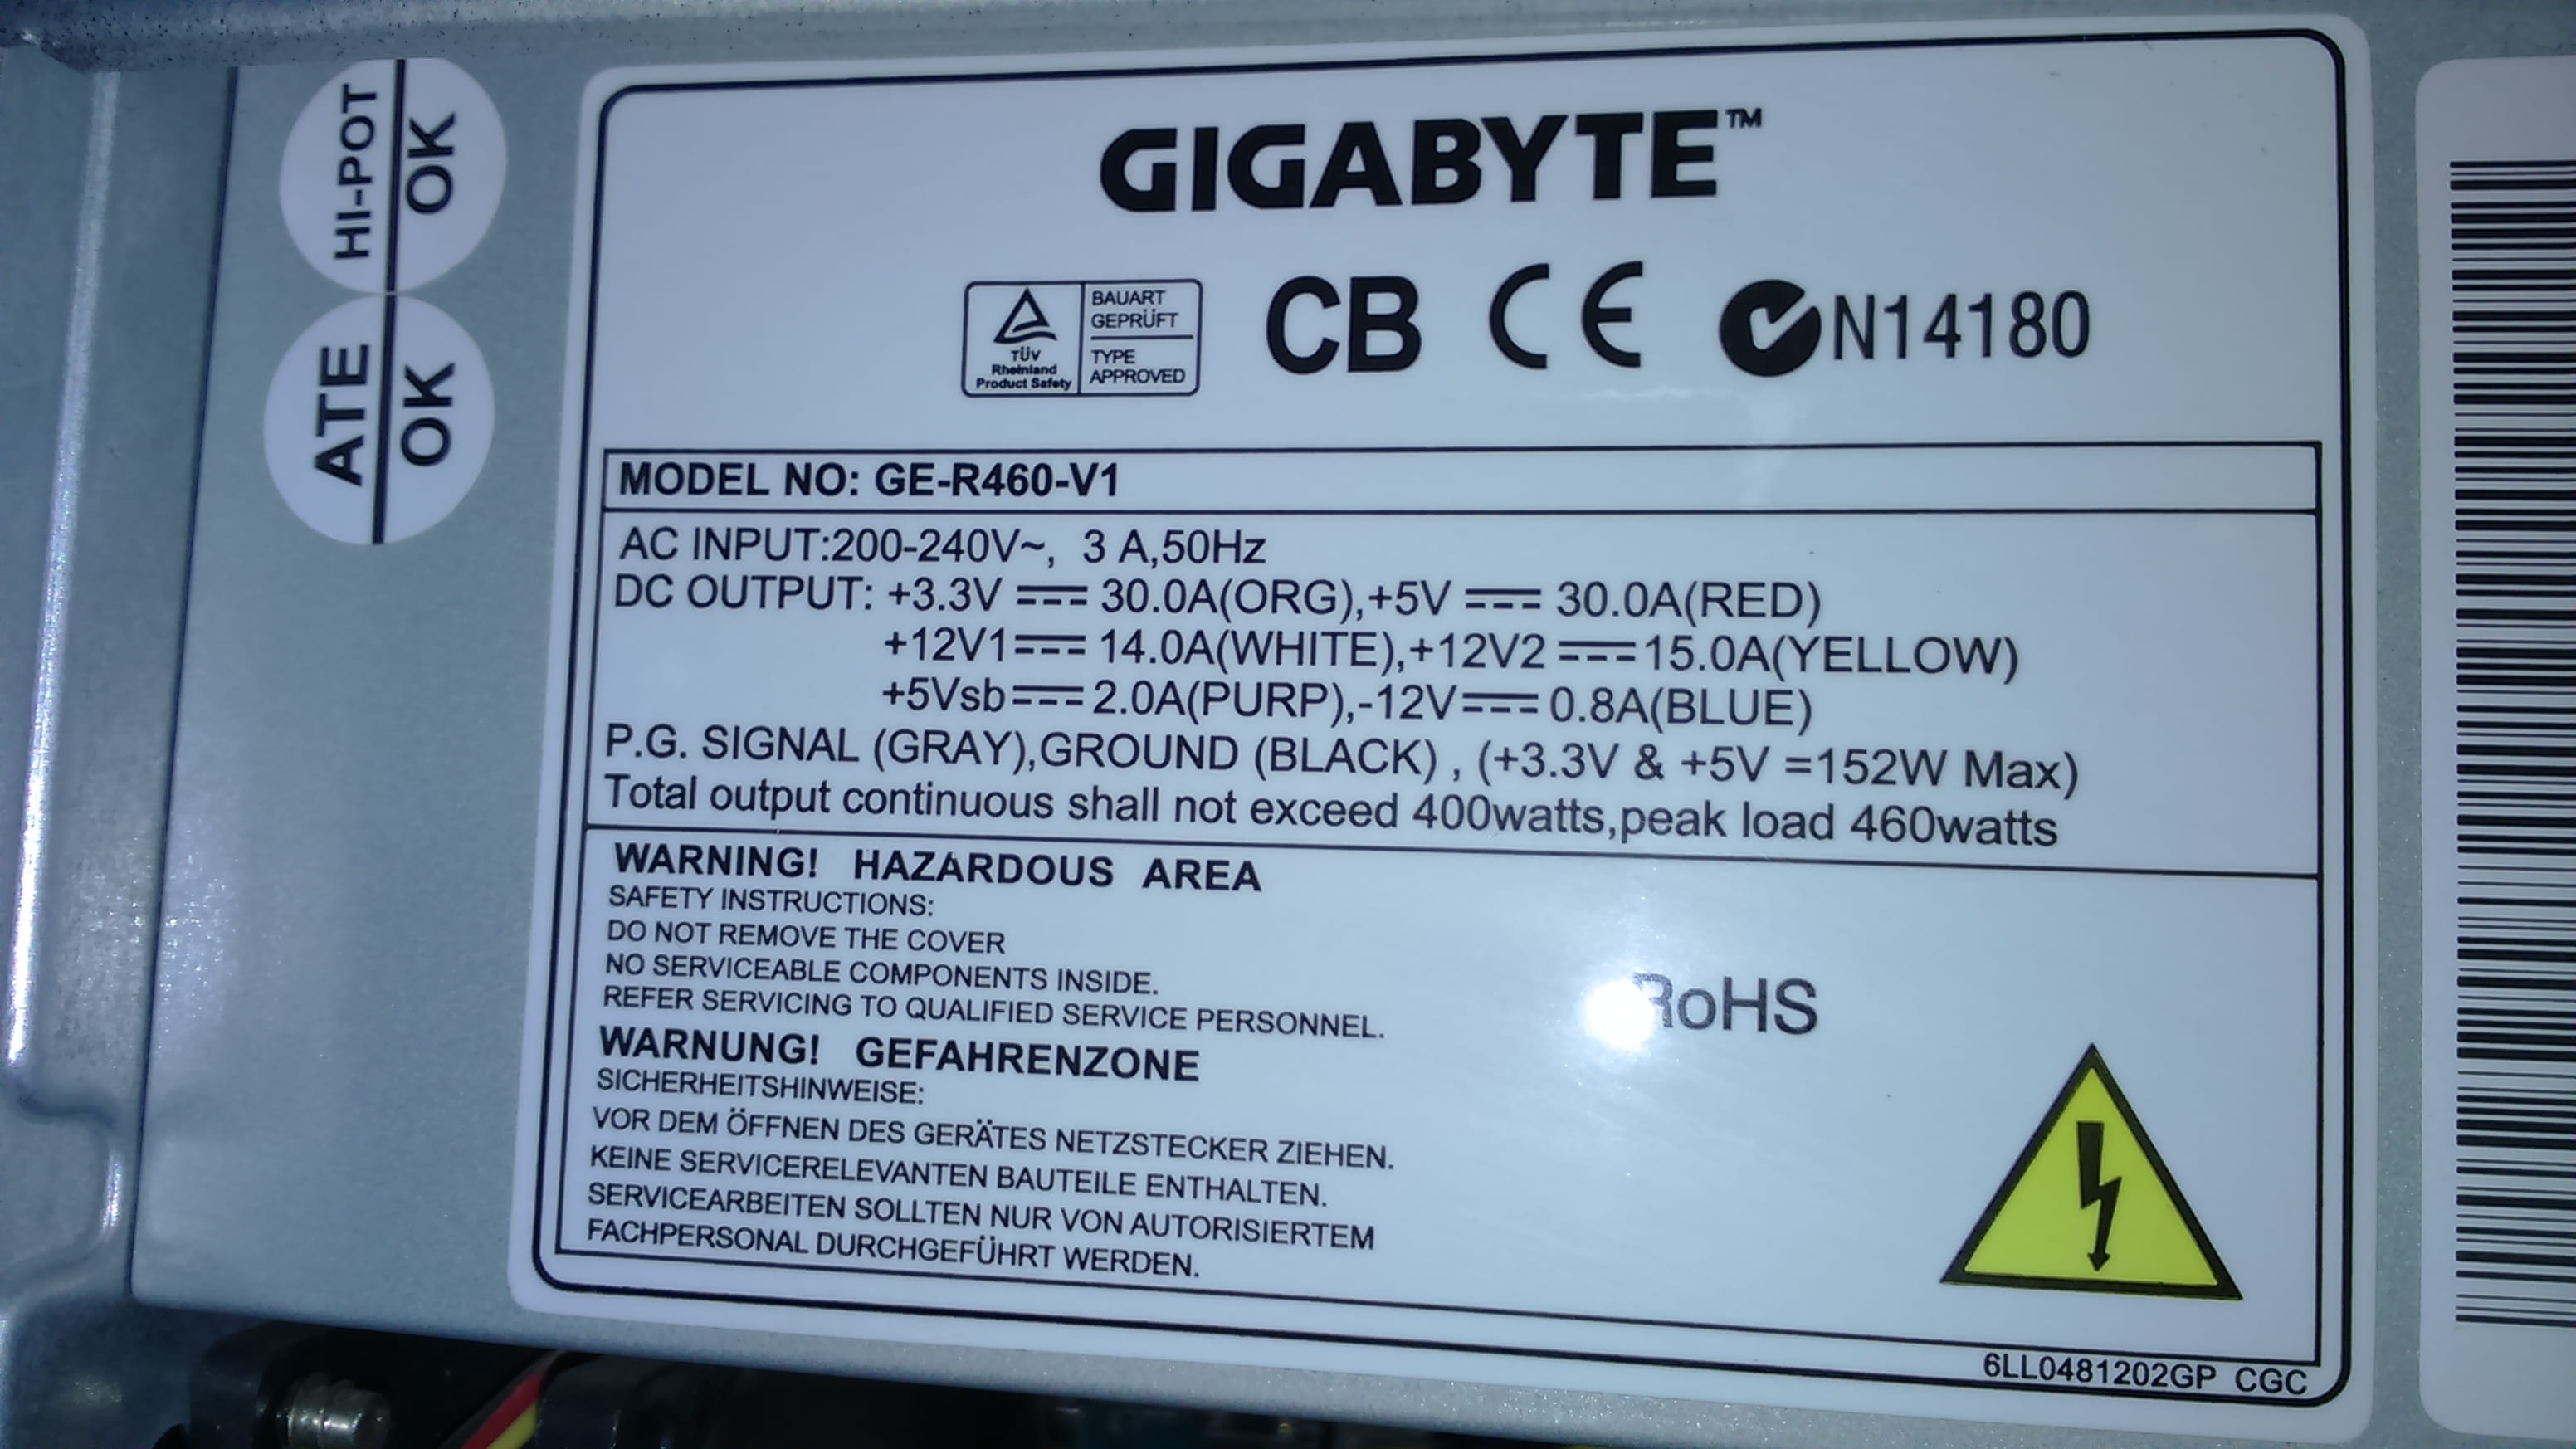 HI-POT
OK
ATE
OK
GIGABYTE™
TÜV
Rheinland
Product Safety
BAUART
GEPRÜFT
TYPE
APPROVED
CB CE N14180
MODEL NO: GE-R460-V1
AC INPUT:200-240V~, 3 A,50Hz
DC OUTPUT: +3.3V ⎓ 30.0A(ORG),+5V ⎓ 30.0A(RED)
+12V1⎓ 14.0A(WHITE),+12V2 ⎓15.0A(YELLOW)
+5Vsb⎓2.0A(PURP),-12V⎓0.8A(BLUE)
P.G. SIGNAL (GRAY),GROUND (BLACK) , (+3.3V & +5V =152W Max)
Total output continuous shall not exceed 400watts,peak load 460watts
WARNING! HAZARDOUS AREA
SAFETY INSTRUCTIONS:
DO NOT REMOVE THE COVER
NO SERVICEABLE COMPONENTS INSIDE.
REFER SERVICING TO QUALIFIED SERVICE PERSONNEL.
RoHS
WARNUNG! GEFAHRENZONE
SICHERHEITSHINWEISE:
VOR DEM ÖFFNEN DES GERÄTES NETZSTECKER ZIEHEN.
KEINE SERVICERELEVANTEN BAUTEILE ENTHALTEN.
SERVICEARBEITEN SOLLTEN NUR VON AUTORISIERTEM
FACHPERSONAL DURCHGEFÜHRT WERDEN.
6LL0481202GP CGC